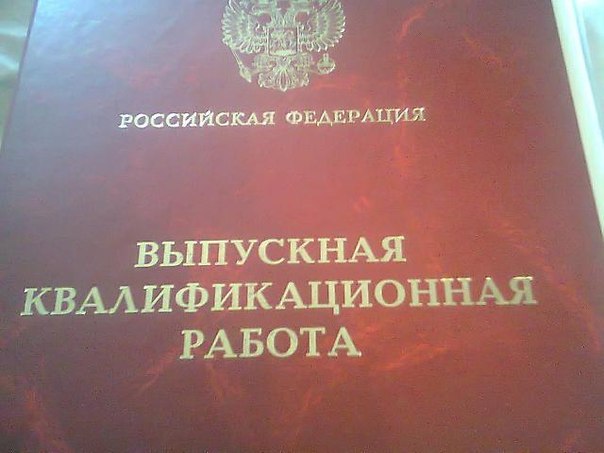 РОССИЙСКАЯ ФЕДЕРАЦИЯ
ВЫПУСКНАЯ
КВАЛИФИКАЦИОННАЯ
РАБОТА